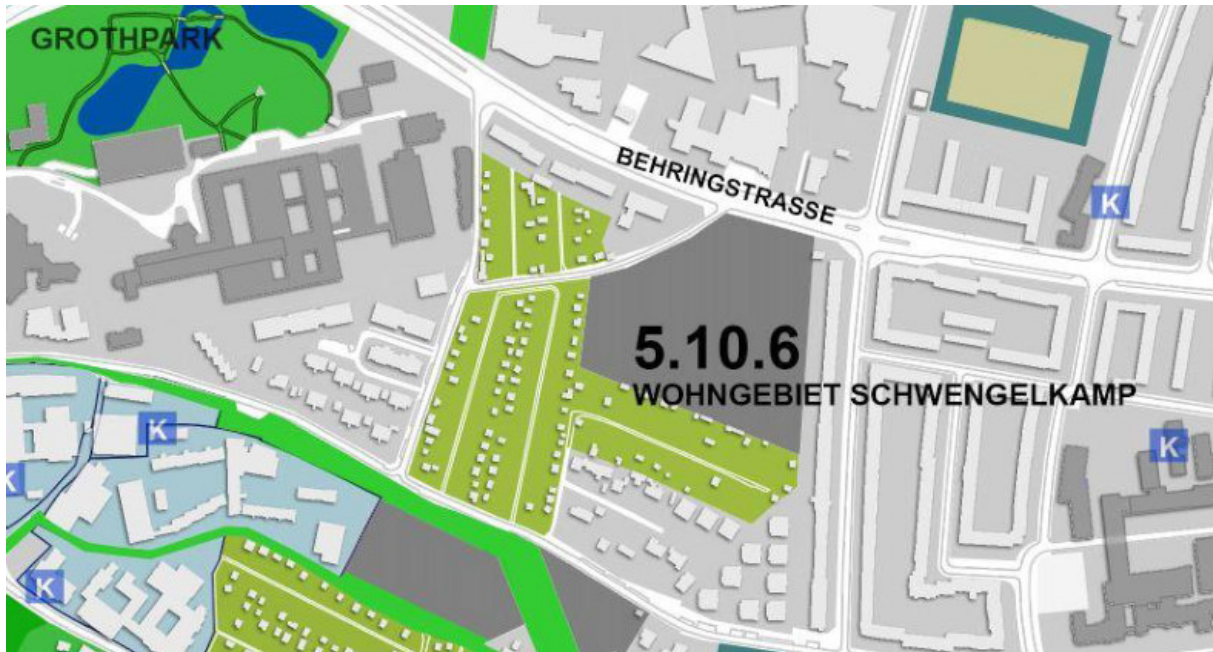 GROTHPARK
BEHRINGSTRASSE
K
5.10.6
WOHNGEBIET SCHWENGELKAMP
K
K
K
K